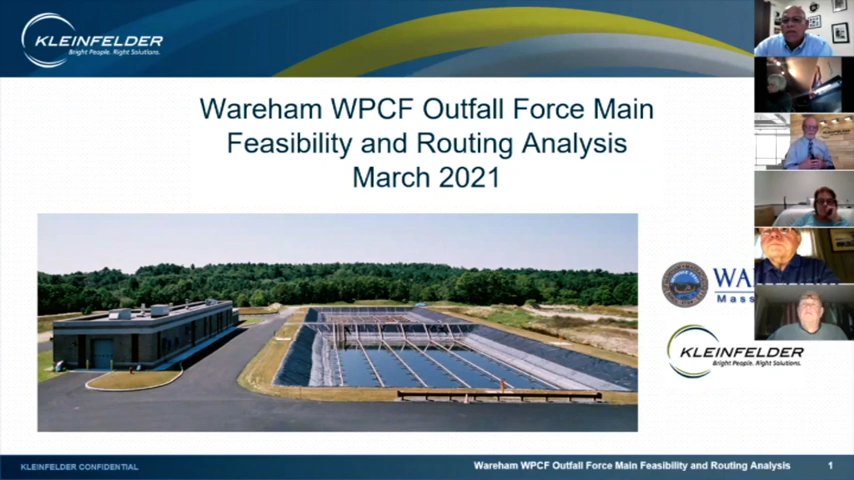 KLEINFELDER
Bright People. Right Solutions.
Wareham WPCF Outfall Force Main
Feasibility and Routing Analysis
March 2021
WA
Mass
KLEINFELDER
Bright People. Right Solutions.
KLEINFELDER CONFIDENTIAL
Wareham WPCF Outfall Force Main Feasibility and Routing Analysis
1